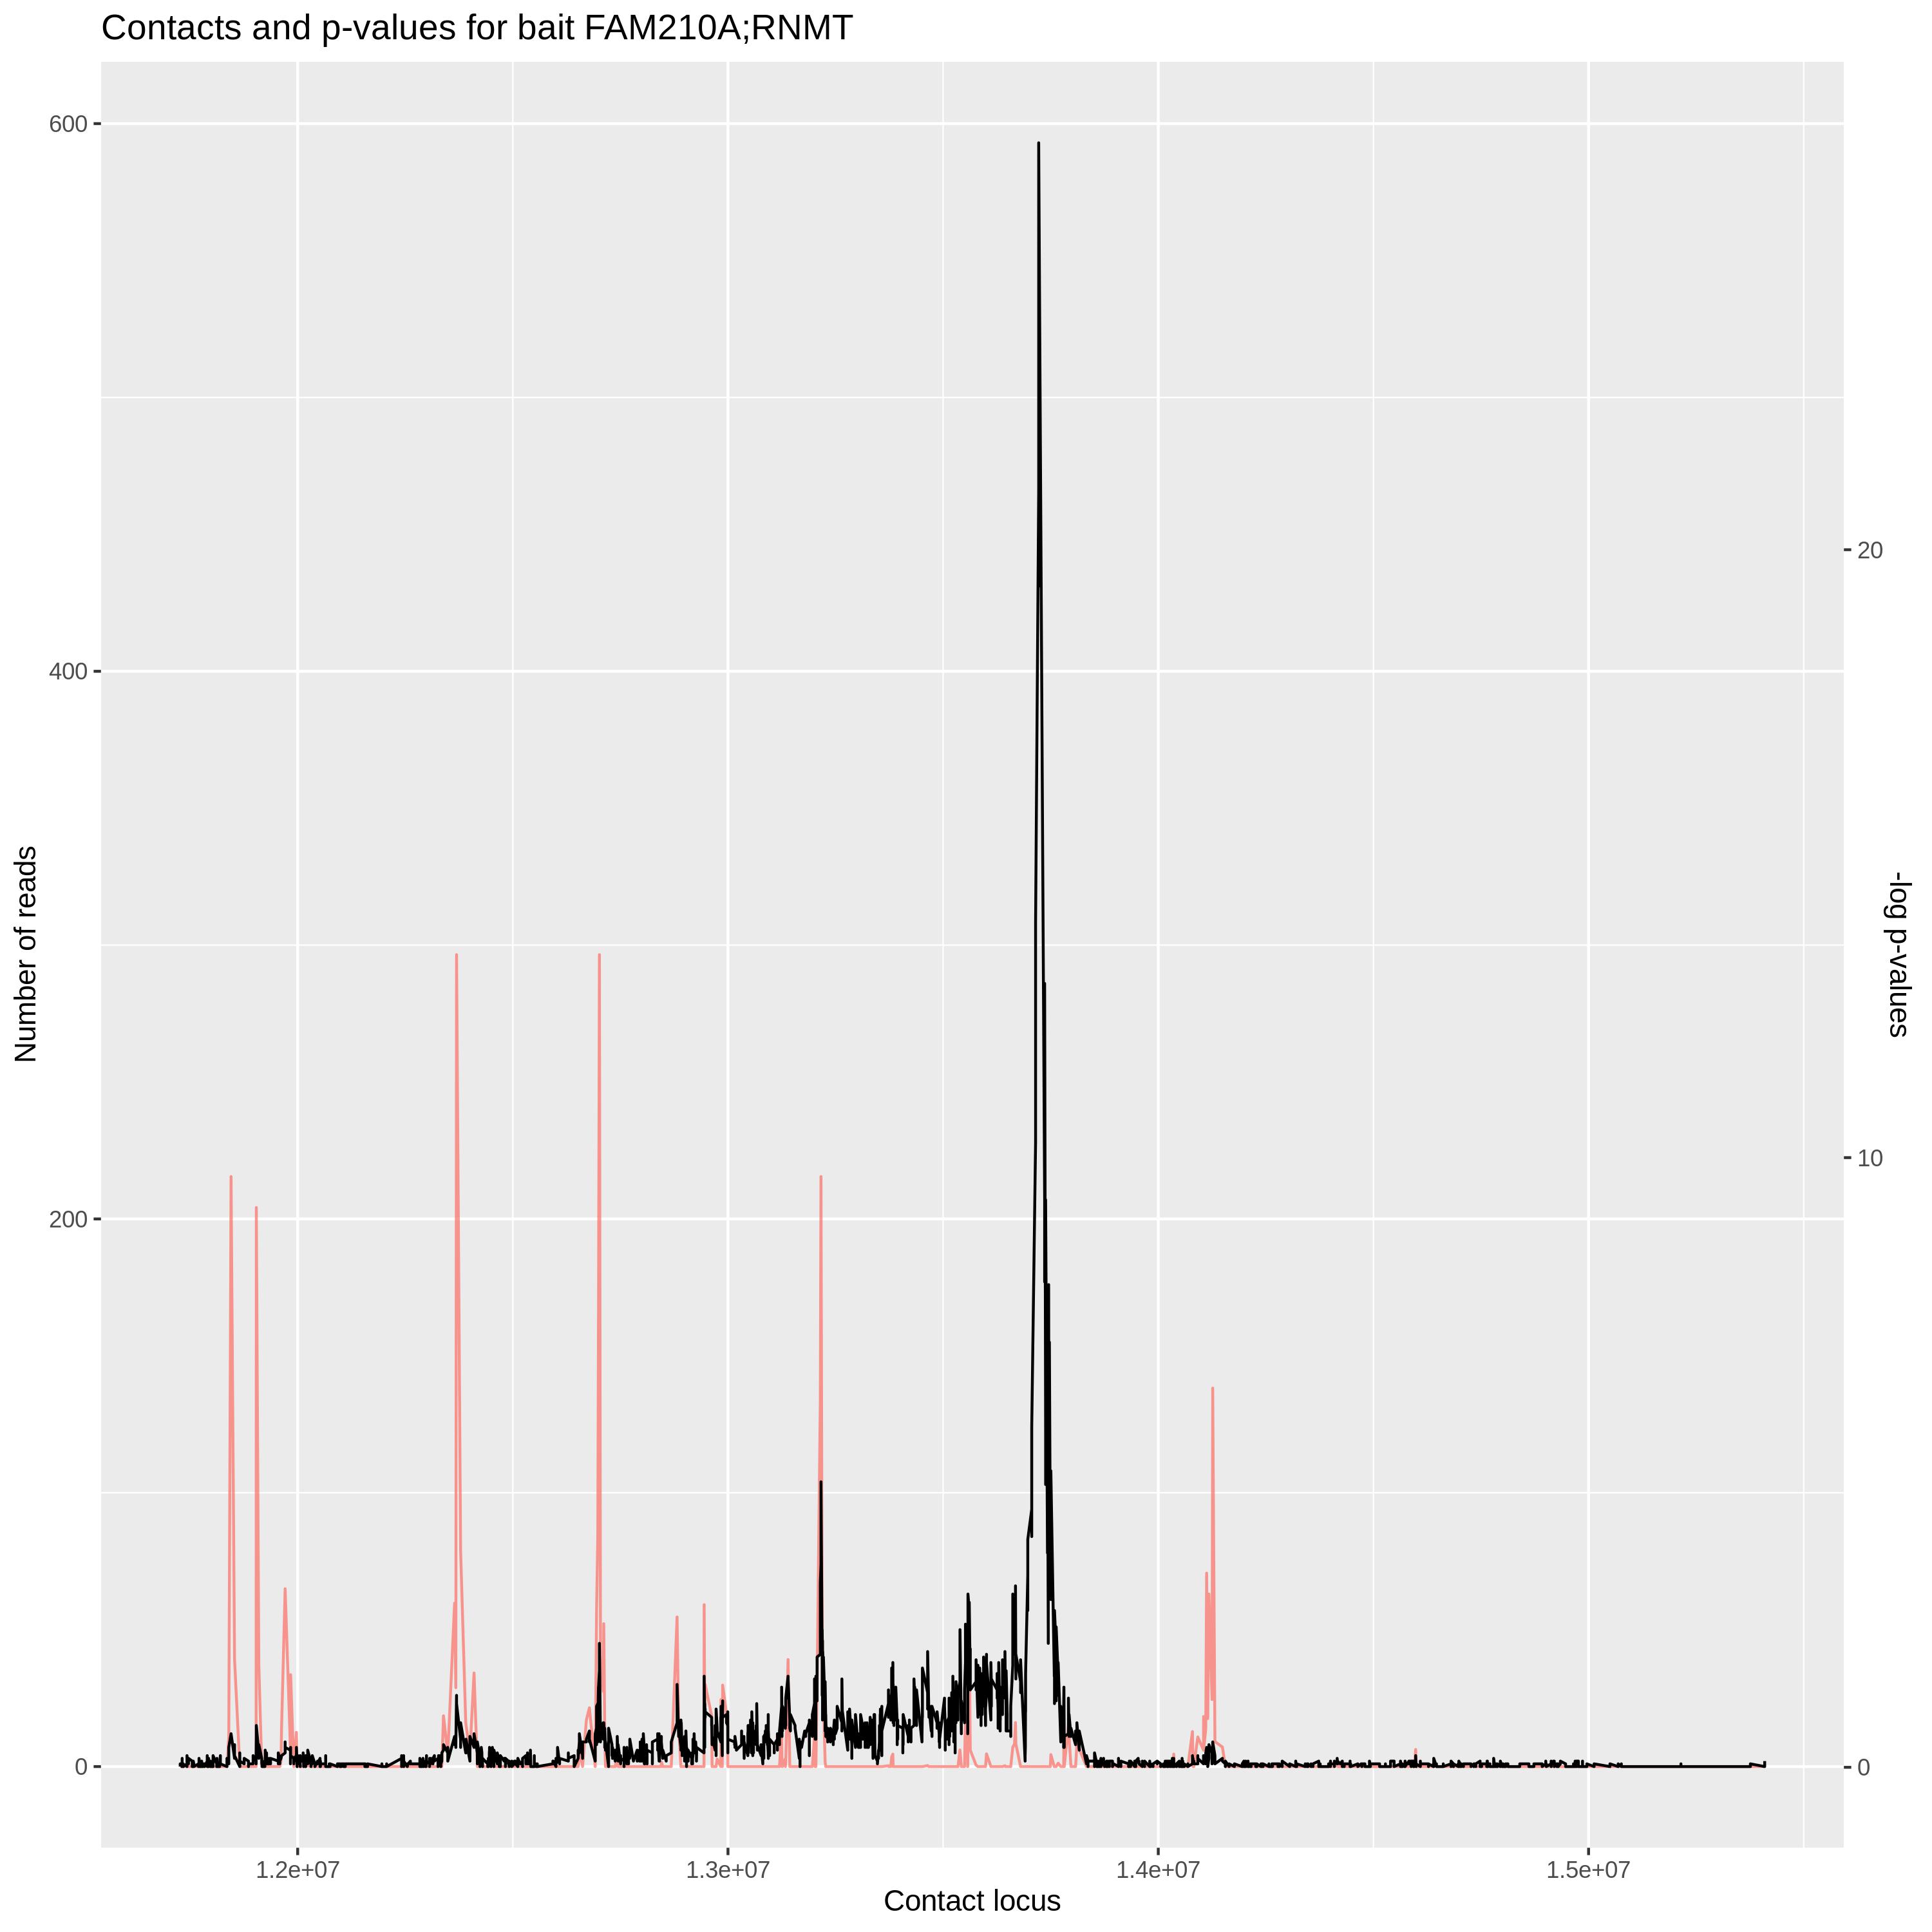 Contacts and p-values for bait FAM210A;RNMT
600
400
200
0
Number of reads
20
10
0
-log p-values
1.2e+07
1.3e+07
1.4e+07
1.5e+07
Contact locus